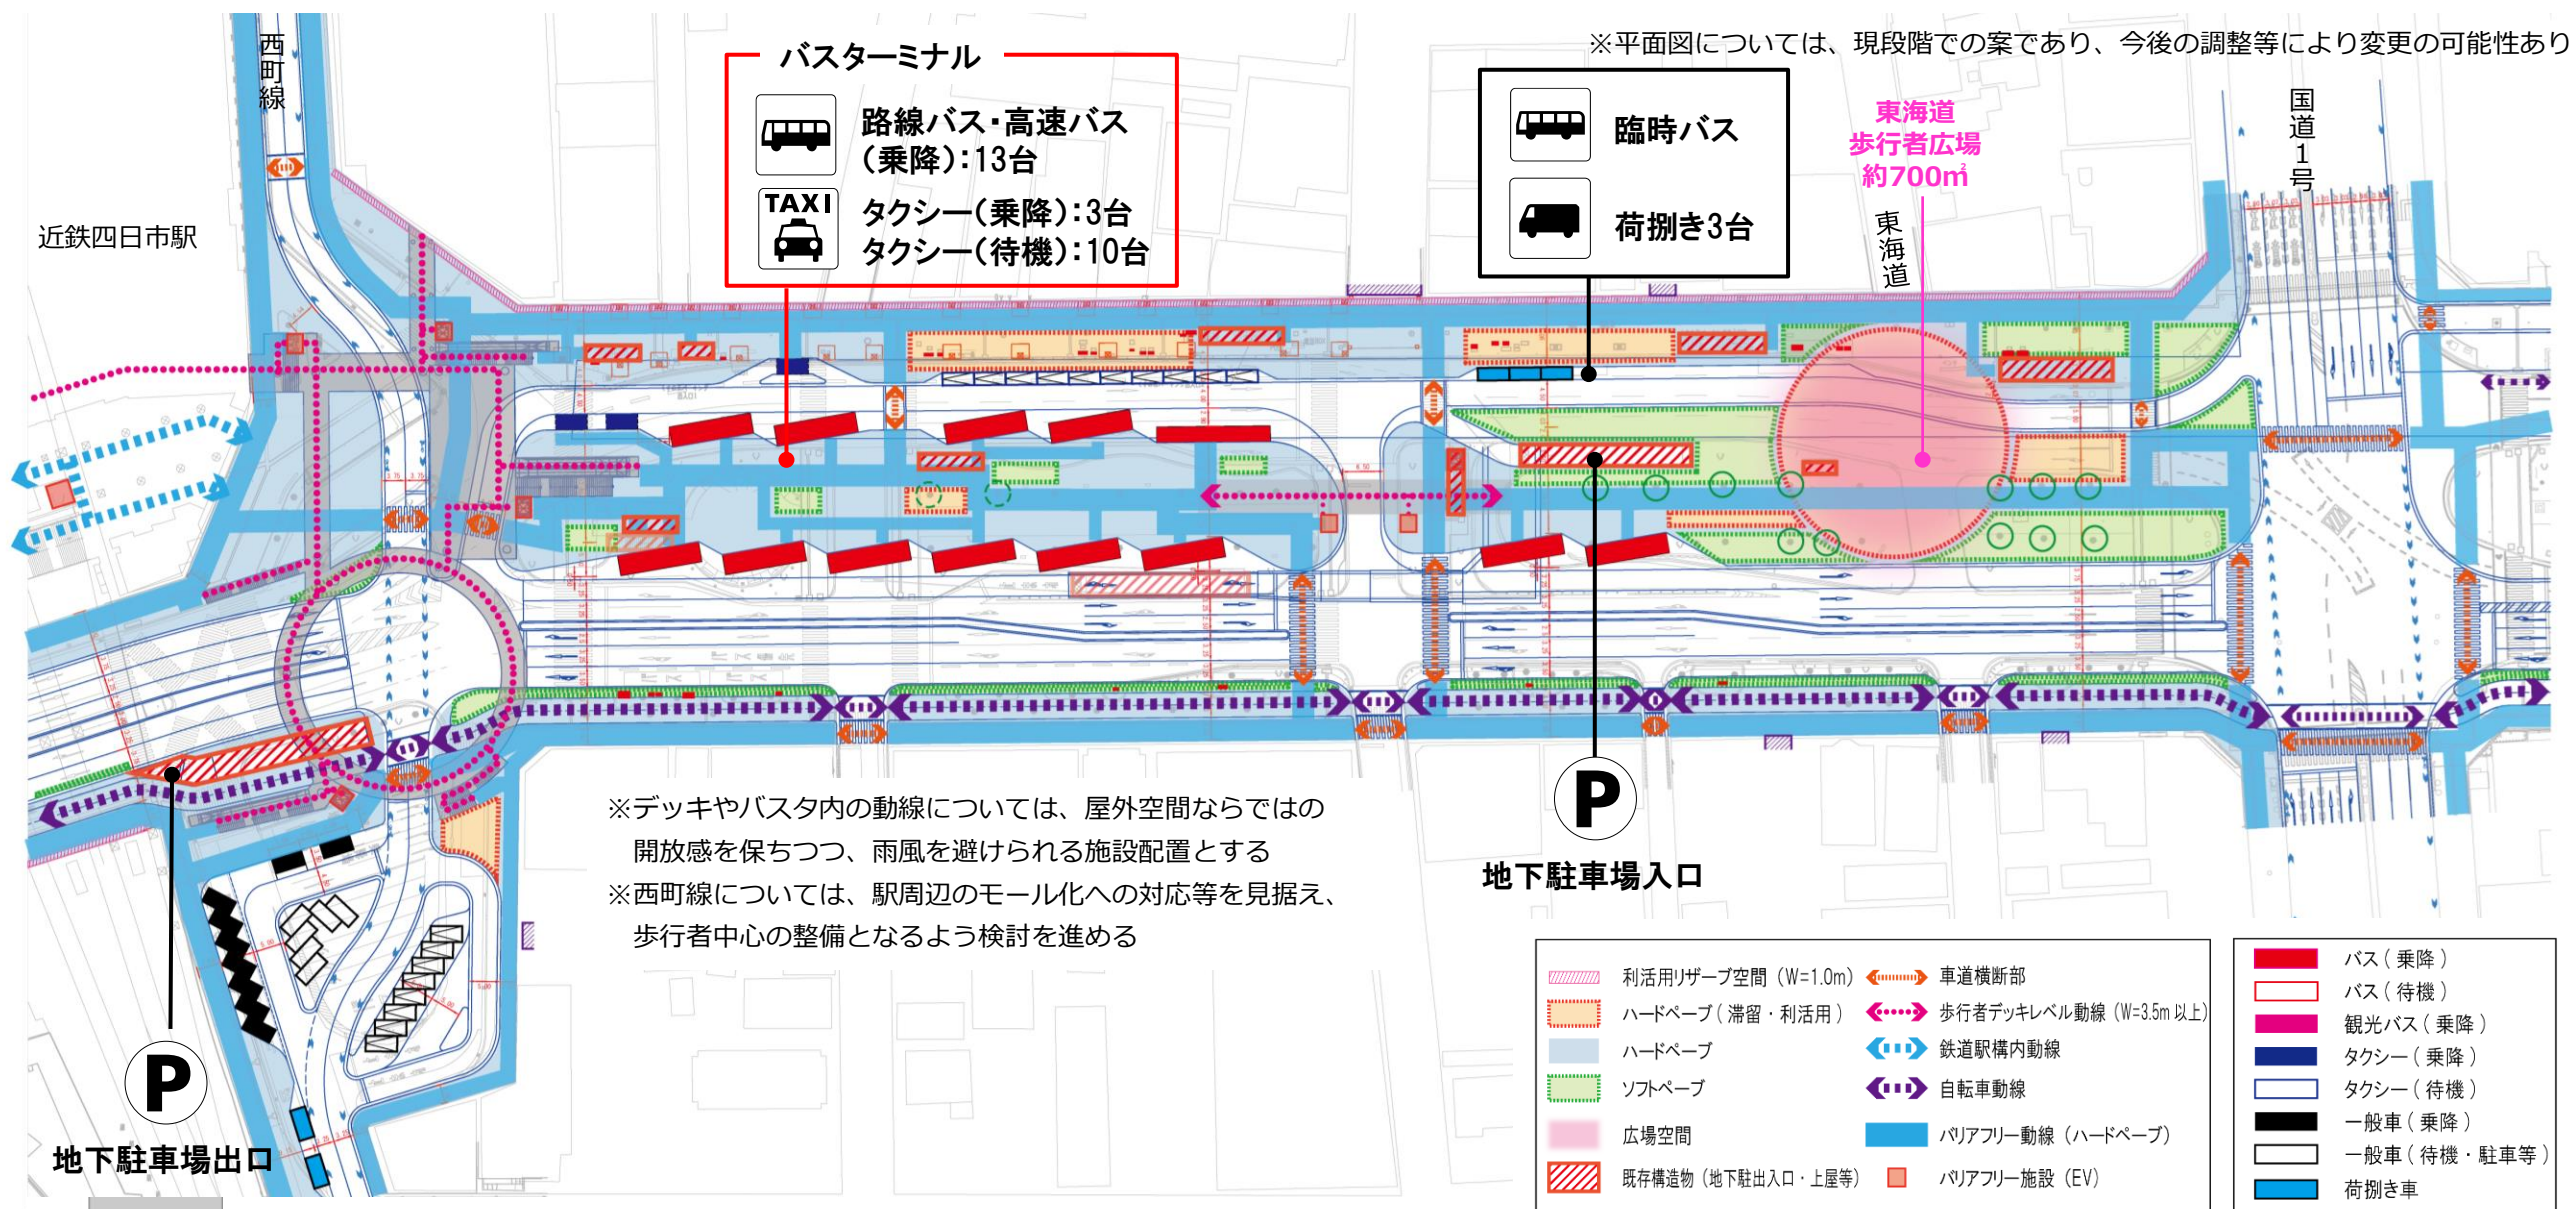 ※平面図については、現段階での案であり、今後の調整等により変更の可能性あり
西町線
近鉄四日市駅
バスターミナル
路線バス・高速バス
(乗降):13台
TAXI
タクシー(乗降):3台
タクシー(待機):10台
臨時バス
荷捌き3台
東海道
歩行者広場
約700㎡
東海道
国道1号
※デッキやバスタ内の動線については、屋外空間ならではの
開放感を保ちつつ、雨風を避けられる施設配置とする
※西町線については、駅周辺のモール化への対応等を見据え、
歩行者中心の整備となるよう検討を進める
P
地下駐車場入口
P
地下駐車場出口
利活用リザーブ空間(W=1.0m)
ハードペーブ(滞留・利活用)
ハードペーブ
ソフトペーブ
広場空間
既存構造物(地下駐出入口・上屋等)
車道横断部
歩行者デッキレベル動線(W=3.5m以上)
鉄道駅構内動線
自転車動線
バリアフリー動線(ハードペーブ)
バリアフリー施設(EV)
バス(乗降)
バス(待機)
観光バス(乗降)
タクシー(乗降)
タクシー(待機)
一般車(乗降)
一般車(待機・駐車等)
荷捌き車